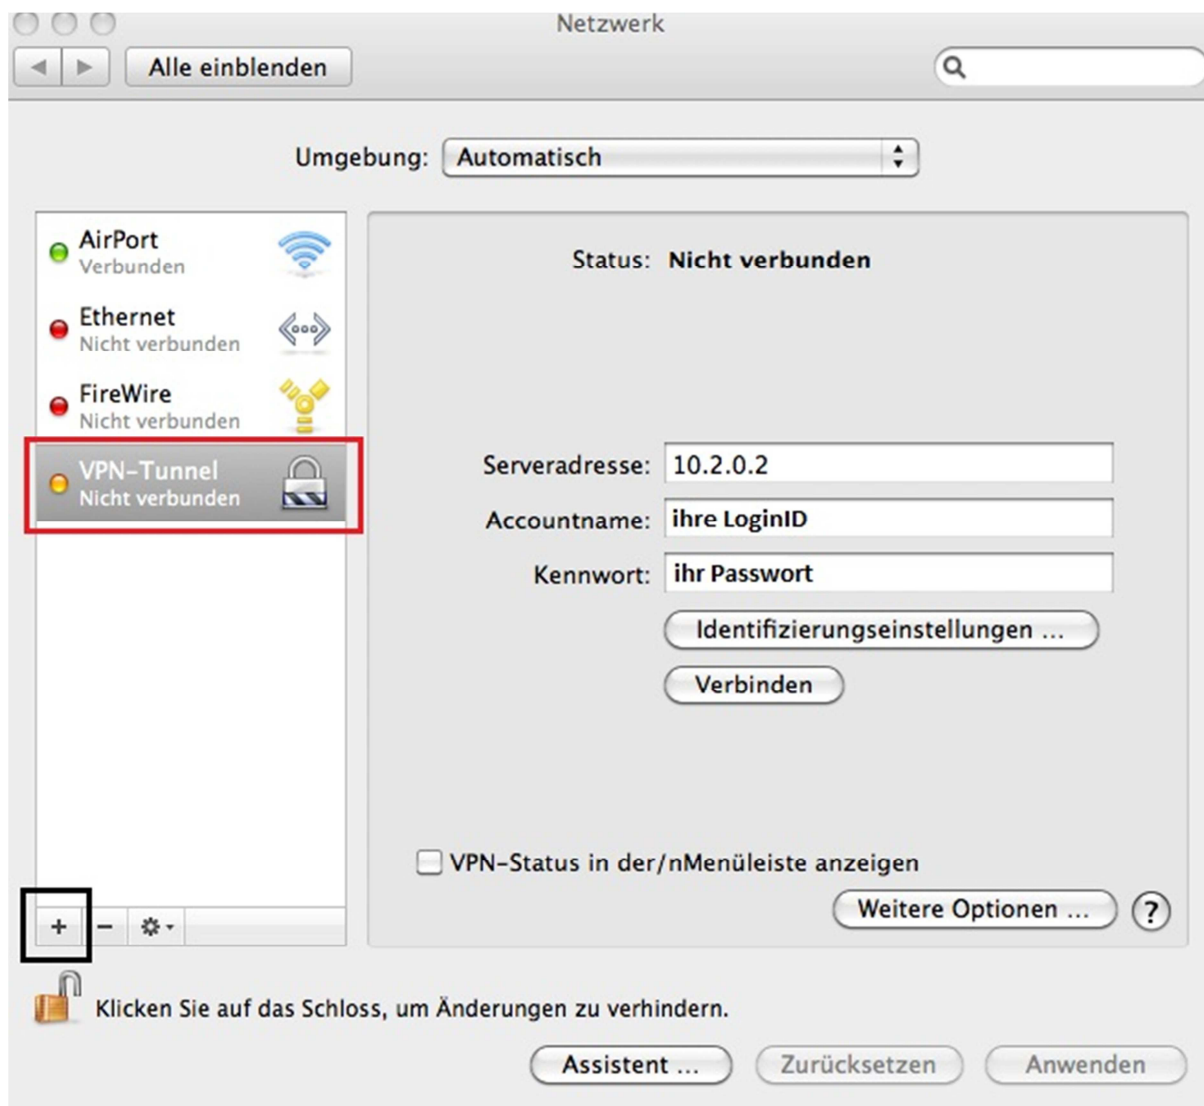 Netzwerk
Alle einblenden
Umgebung: Automatisch
AirPort
Verbunden
Ethernet
Nicht verbunden
FireWire
Nicht verbunden
VPN-Tunnel
Nicht verbunden
Status: Nicht verbunden
Serveradresse: 10.2.0.2
Accountname: ihre LoginID
Kennwort: ihr Passwort
Identifizierungseinstellungen ...
Verbinden
VPN-Status in der/nMenüleiste anzeigen
Weitere Optionen ... ?
+ −
Klicken Sie auf das Schloss, um Änderungen zu verhindern.
Assistent ... Zurücksetzen Anwenden